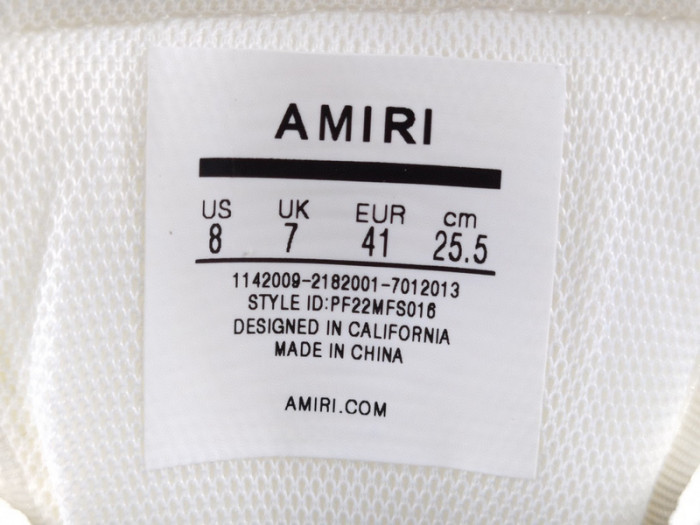 AMIRI
US UK EUR cm
8 7 41 25.5
1142009-2182001-7012013
STYLE ID:PF22MFS016
DESIGNED IN CALIFORNIA
MADE IN CHINA
AMIRI.COM